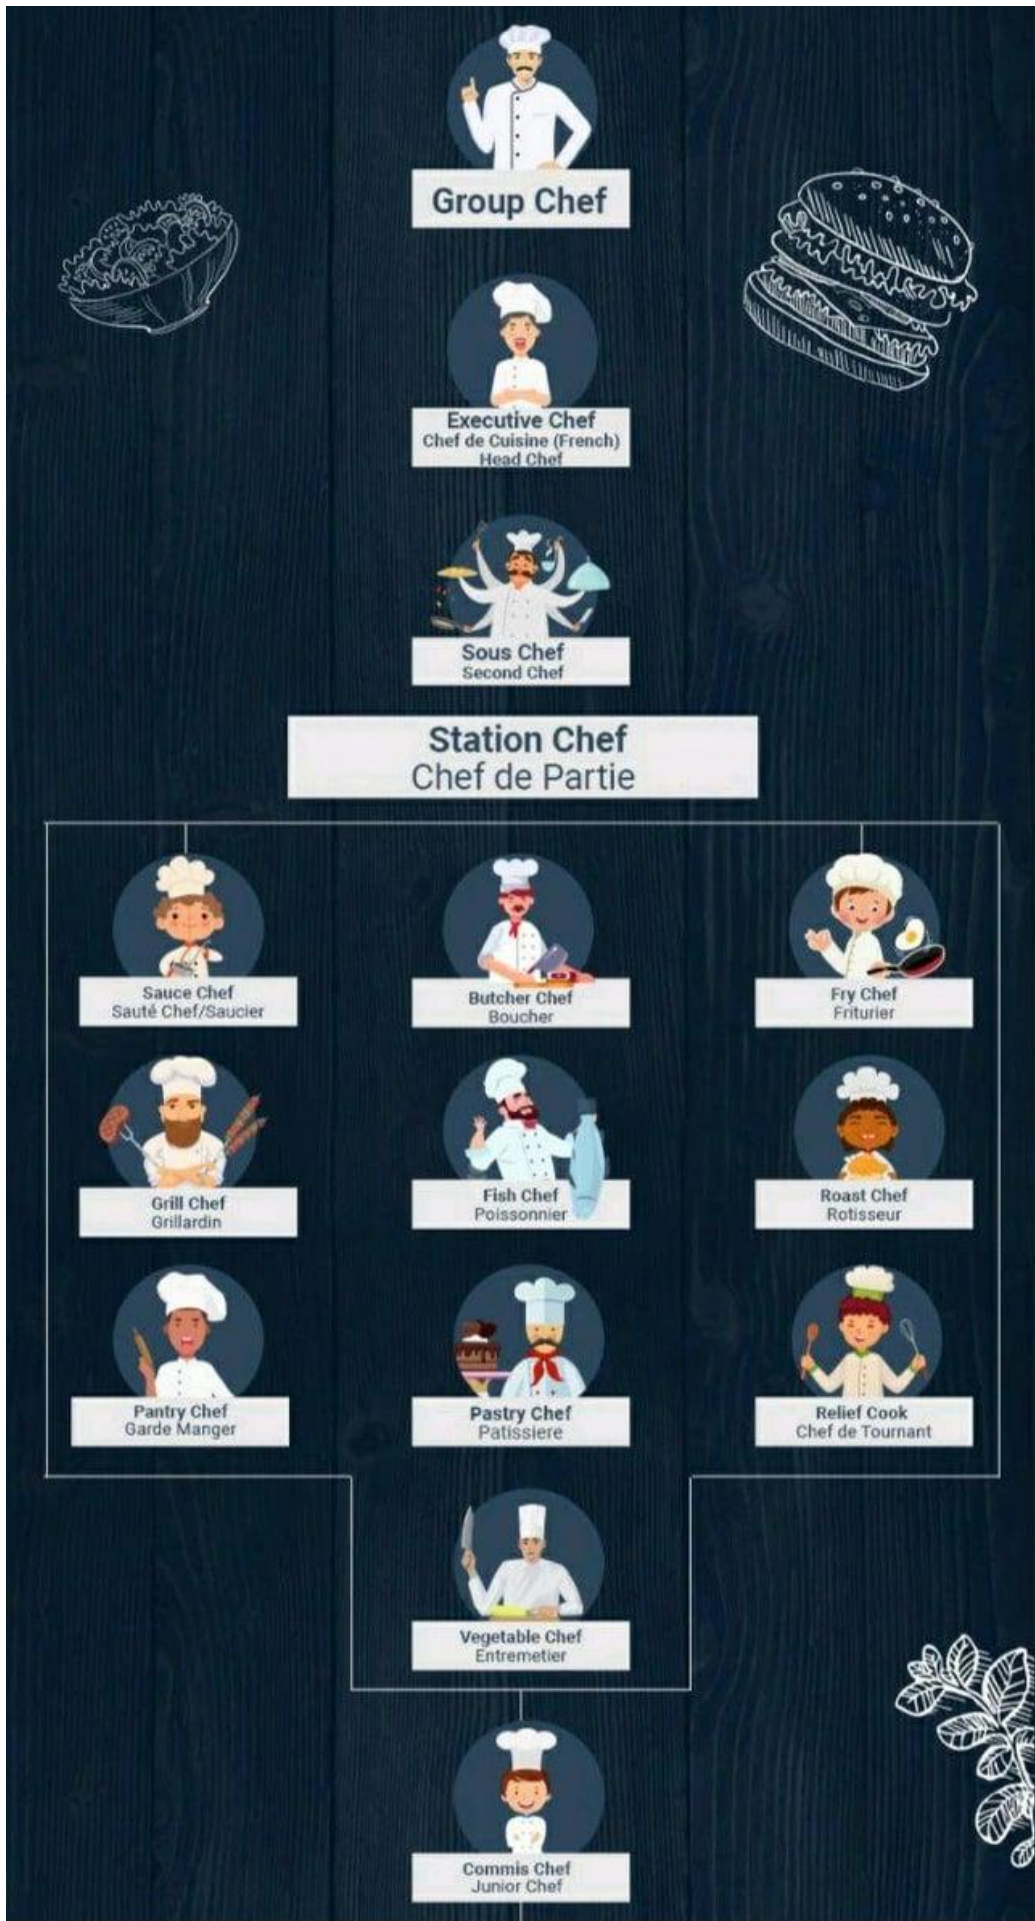 Group Chef
Executive Chef
Chef de Cuisine (French)
Head Chef
Sous Chef
Second Chef
Station Chef
Chef de Partie
Sauce Chef
Sauté Chef/Saucier
Butcher Chef
Boucher
Fry Chef
Friturier
Grill Chef
Grillardin
Fish Chef
Poissonnier
Roast Chef
Rotisseur
Pantry Chef
Garde Manger
Pastry Chef
Patissiere
Relief Cook
Chef de Tournant
Vegetable Chef
Entremetier
Commis Chef
Junior Chef